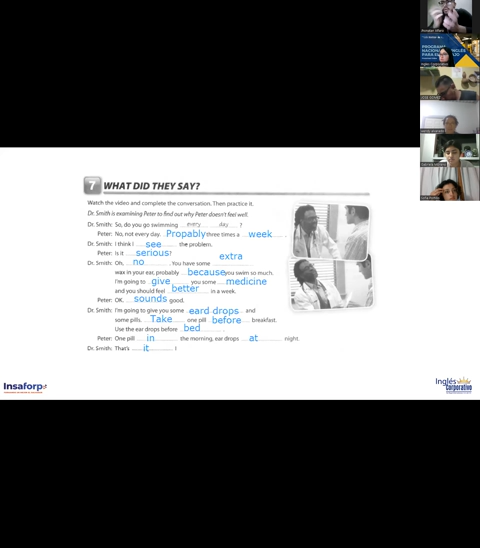 7 WHAT DID THEY SAY?
Watch the video and complete the conversation. Then practice it.
Dr. Smith is examining Peter to find out why Peter doesn't feel well.
Dr. Smith: So, do you go swimming every day ?
Peter: No, not every day. Propably three times a week .
Dr. Smith: I think I see the problem.
Peter: Is it serious?
Dr. Smith: Oh, no . You have some extra
wax in your ear, probably because you swim so much.
I'm going to give you some medicine
and you should feel better in a week.
Peter: OK. sounds good.
Dr. Smith: I'm going to give you some eard drops and
some pills. Take one pill before breakfast.
Use the ear drops before bed .
Peter: One pill in the morning, ear drops at night.
Dr. Smith: That's it !
Insaforp
Inglés
Corporativo